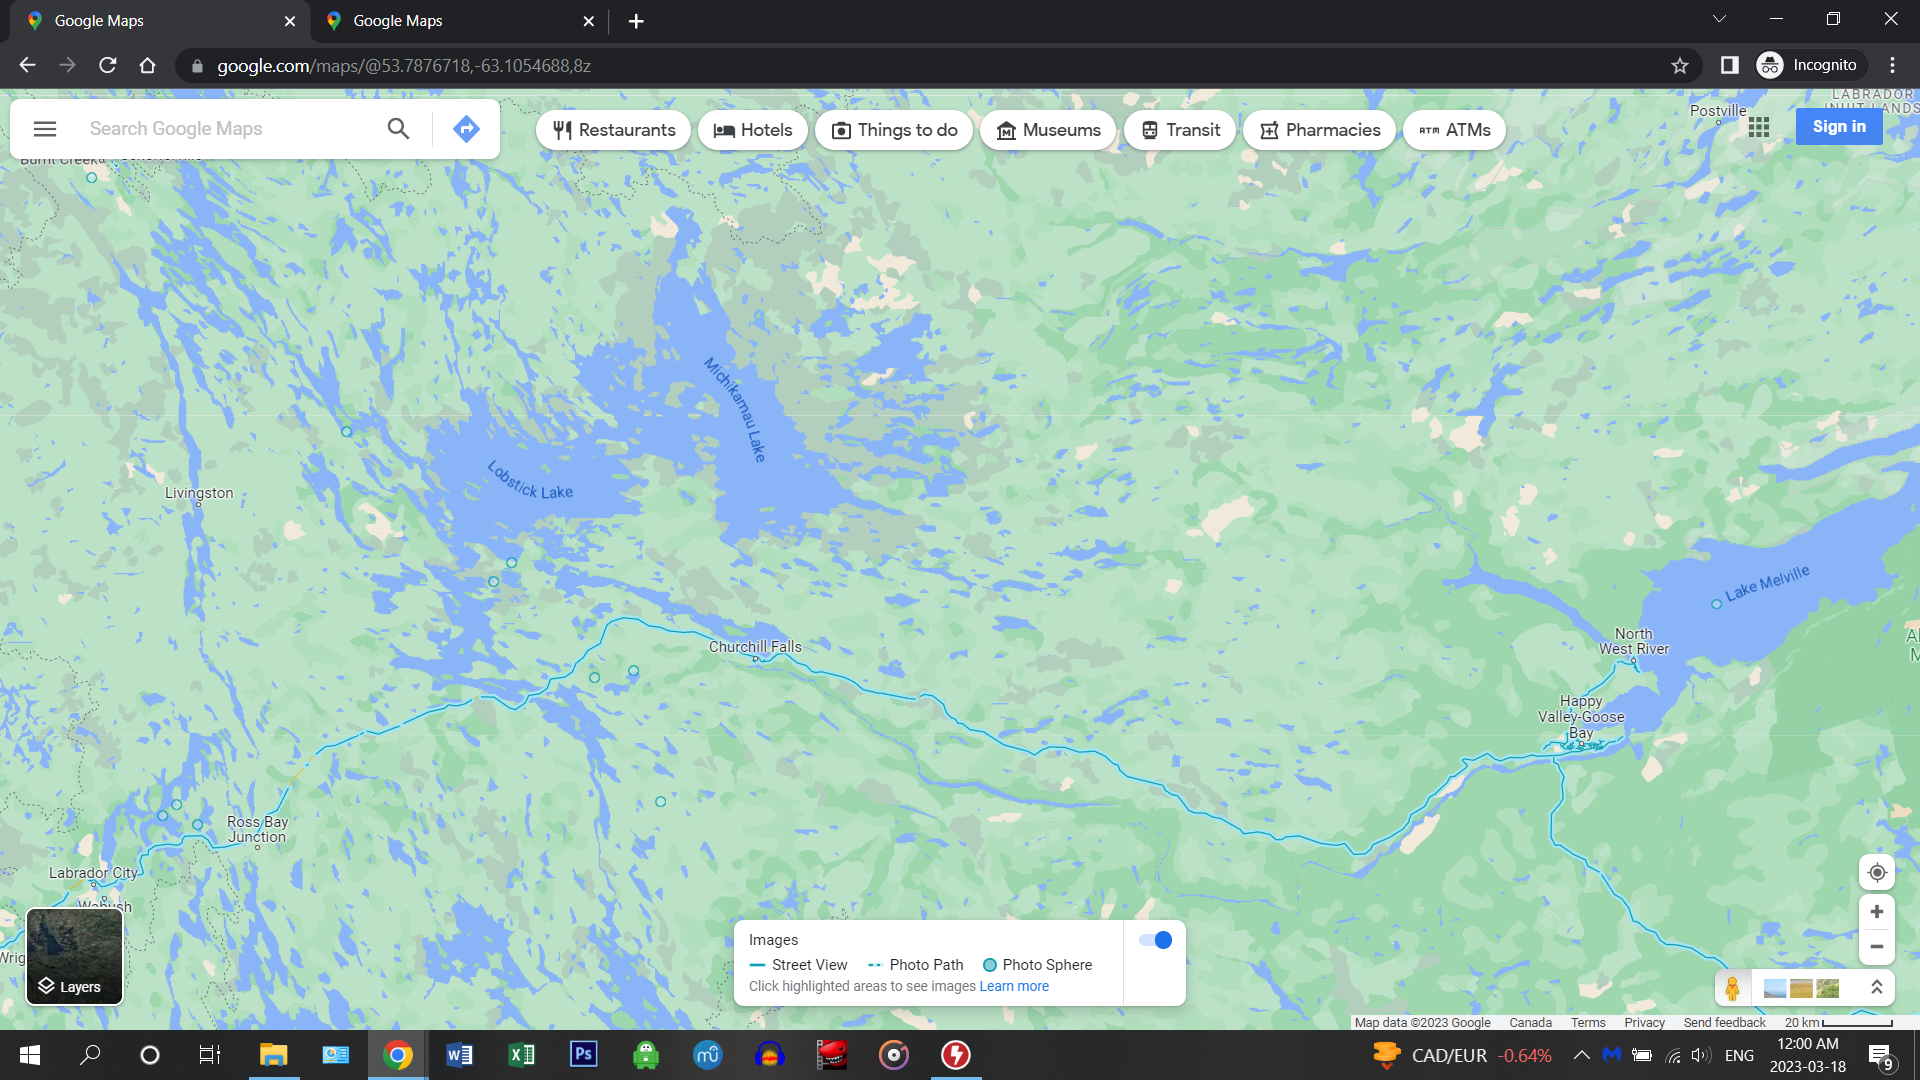 Google Maps
Google Maps
google.com/maps/@53.7876718,-63.1054688,8z
Incognito
Search Google Maps
Restaurants
Hotels
Things to do
Museums
Transit
Pharmacies
ATM ATMs
Sign in
LABRADOR
INUIT LANDS
Postville
Burnt Creek
Michikamau Lake
Lobstick Lake
Livingston
Lake Melville
Churchill Falls
North
West River
Happy
Valley-Goose
Bay
Ross Bay
Junction
Labrador City
Wabush
Layers
Images
Street View
Photo Path
Photo Sphere
Click highlighted areas to see images Learn more
Map data ©2023 Google
Canada
Terms
Privacy
Send feedback
20 km
CAD/EUR -0.64%
ENG
12:00 AM
2023-03-18
9